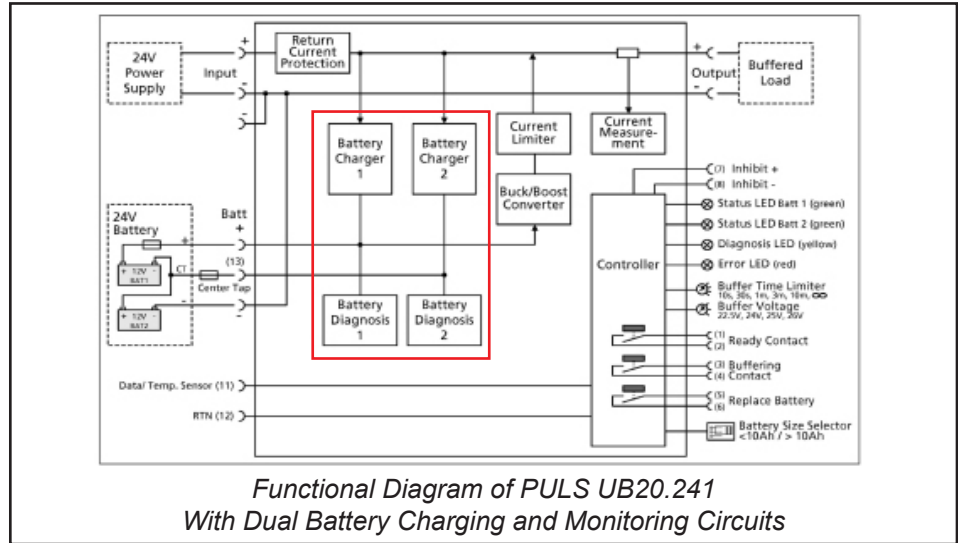 Return
Current
Protection
24V
Power
Supply
+
Input
-
-
+
Output
-
Buffered
Load
Battery
Charger
1
Battery
Charger
2
Current
Limiter
Current
Measure-
ment
Buck/Boost
Converter
24V
Battery
Batt
+
+
+ 12V -
BAT1
CT
(13)
Center Tap
-
-
+ 12V -
BAT2
Battery
Diagnosis
1
Battery
Diagnosis
2
Data/ Temp. Sensor (11)
RTN (12)
Controller
(7) Inhibit +
(8) Inhibit -
Status LED Batt 1 (green)
Status LED Batt 2 (green)
Diagnosis LED (yellow)
Error LED (red)
Buffer Time Limiter
10s, 30s, 1m, 3m, 10m, ∞
Buffer Voltage
22.5V, 24V, 25V, 26V
(1)
(2) Ready Contact
(3) Buffering
(4) Contact
(5)
(6) Replace Battery
Battery Size Selector
<10Ah / > 10Ah
Functional Diagram of PULS UB20.241
With Dual Battery Charging and Monitoring Circuits